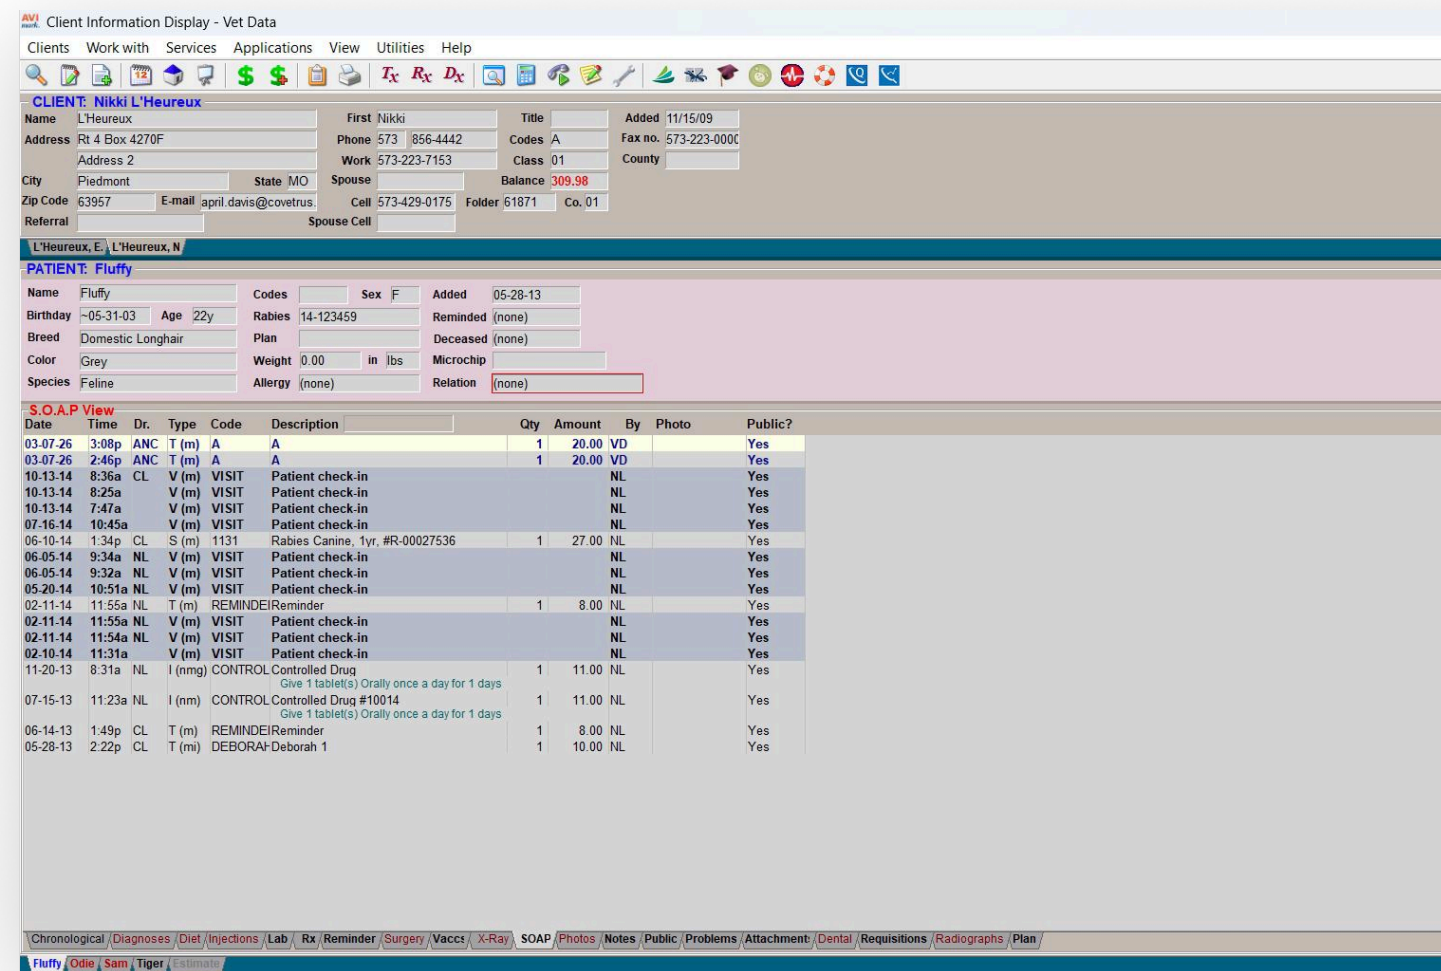 AVI mark Client Information Display - Vet Data
Clients Work with Services Applications View Utilities Help
12 $ $ Tx Rx Dx
CLIENT: Nikki L'Heureux
Name L'Heureux First Nikki Title Added 11/15/09
Address Rt 4 Box 4270F Phone 573 856-4442 Codes A Fax no. 573-223-000
Address 2 Work 573-223-7153 Class 01 County
City Piedmont State MO Spouse Balance 309.98
Zip Code 63957 E-mail april.davis@covetrus. Cell 573-429-0175 Folder 61871 Co. 01
Referral Spouse Cell
L'Heureux, E. L'Heureux, N
PATIENT: Fluffy
Name Fluffy Codes Sex F Added 05-28-13
Birthday ~05-31-03 Age 22y Rabies 14-123459 Reminded (none)
Breed Domestic Longhair Plan Deceased (none)
Color Grey Weight 0.00 in lbs Microchip
Species Feline Allergy (none) Relation (none)
S.O.A.P View
Date Time Dr. Type Code Description Qty Amount By Photo Public?
03-07-26 3:08p ANC T (m) A A 1 20.00 VD Yes
03-07-26 2:46p ANC T (m) A A 1 20.00 VD Yes
10-13-14 8:36a CL V (m) VISIT Patient check-in NL Yes
10-13-14 8:25a V (m) VISIT Patient check-in NL Yes
10-13-14 7:47a V (m) VISIT Patient check-in NL Yes
07-16-14 10:45a V (m) VISIT Patient check-in NL Yes
06-10-14 1:34p CL S (m) 1131 Rabies Canine, 1yr, #R-00027536 1 27.00 NL Yes
06-05-14 9:34a NL V (m) VISIT Patient check-in NL Yes
06-05-14 9:32a NL V (m) VISIT Patient check-in NL Yes
05-20-14 10:51a NL V (m) VISIT Patient check-in NL Yes
02-11-14 11:55a NL T (m) REMINDE Reminder 1 8.00 NL Yes
02-11-14 11:55a NL V (m) VISIT Patient check-in NL Yes
02-11-14 11:54a NL V (m) VISIT Patient check-in NL Yes
02-10-14 11:31a V (m) VISIT Patient check-in NL Yes
11-20-13 8:31a NL I (nmg) CONTROL Controlled Drug 1 11.00 NL Yes
Give 1 tablet(s) Orally once a day for 1 days
07-15-13 11:23a NL I (nm) CONTROL Controlled Drug #10014 1 11.00 NL Yes
Give 1 tablet(s) Orally once a day for 1 days
06-14-13 1:49p CL T (m) REMINDE Reminder 1 8.00 NL Yes
05-28-13 2:22p CL T (mi) DEBORAH Deborah 1 1 10.00 NL Yes
Chronological Diagnoses Diet Injections Lab Rx Reminder Surgery Vaccs X-Ray SOAP Photos Notes Public Problems Attachment Dental Requisitions Radiographs Plan
Fluffy Odie Sam Tiger Estimate